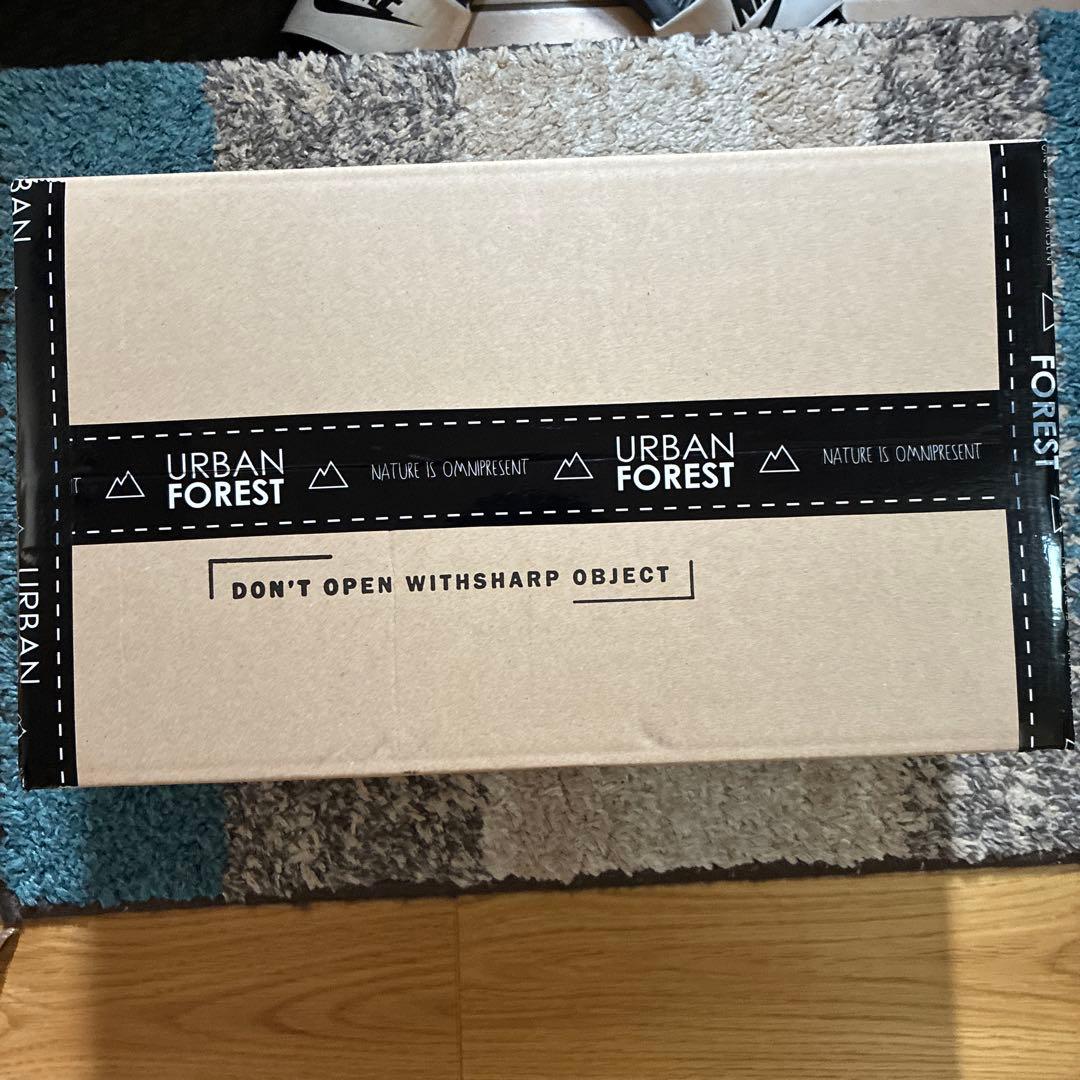 URBAN
FOREST
NATURE IS OMNIPRESENT
URBAN
FOREST
NATURE IS OMNIPRESENT
DON'T OPEN WITHSHARP OBJECT
URBAN
FOREST